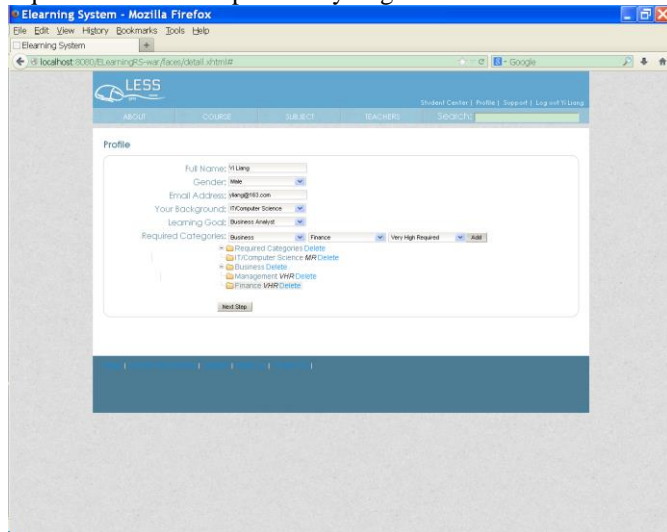 Elearning System - Mozilla Firefox
File Edit View History Bookmarks Tools Help
Elearning System +
localhost:8080/ELearningRS-war/faces/detail.xhtml# Google
LESS
Student Center | Profile | Support | Log out Yi Liang
ABOUT COURSE SUBJECT TEACHERS Search:
Profile
Full Name: Yi Liang
Gender: Male
Email Address: yliang@163.com
Your Background: IT/Computer Science
Learning Goal: Business Analyst
Required Categories: Business Finance Very High Required Add
Required Categories Delete
IT/Computer Science MR Delete
Business Delete
Management VHR Delete
Finance VHR Delete
Next Step